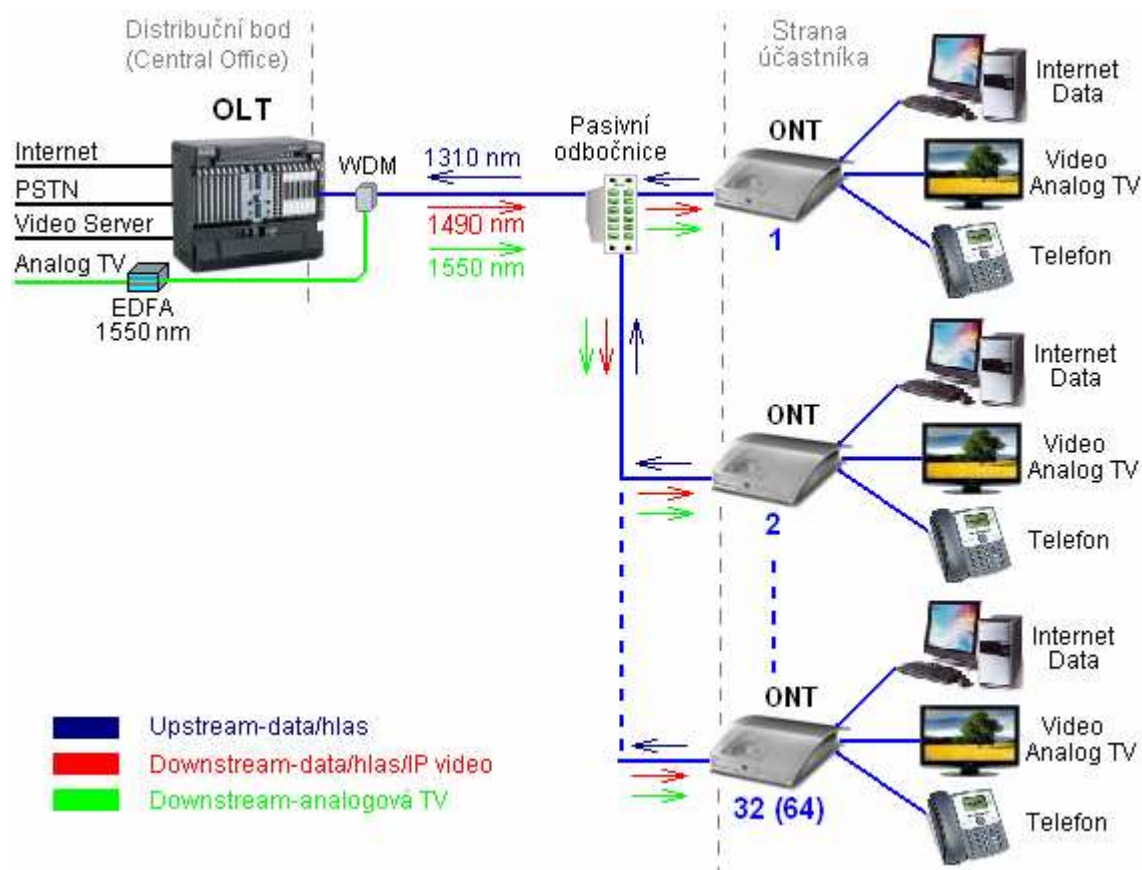 Distribuční bod
(Central Office)
Strana
účastníka
OLT
Internet
PSTN
Video Server
Analog TV
EDFA
1550 nm
WDM
1310 nm
1490 nm
1550 nm
Pasivní
odbočnice
ONT
1
Internet
Data
Video
Analog TV
Telefon
ONT
2
Internet
Data
Video
Analog TV
Telefon
ONT
32 (64)
Internet
Data
Video
Analog TV
Telefon
Upstream-data/hlas
Downstream-data/hlas/IP video
Downstream-analogová TV